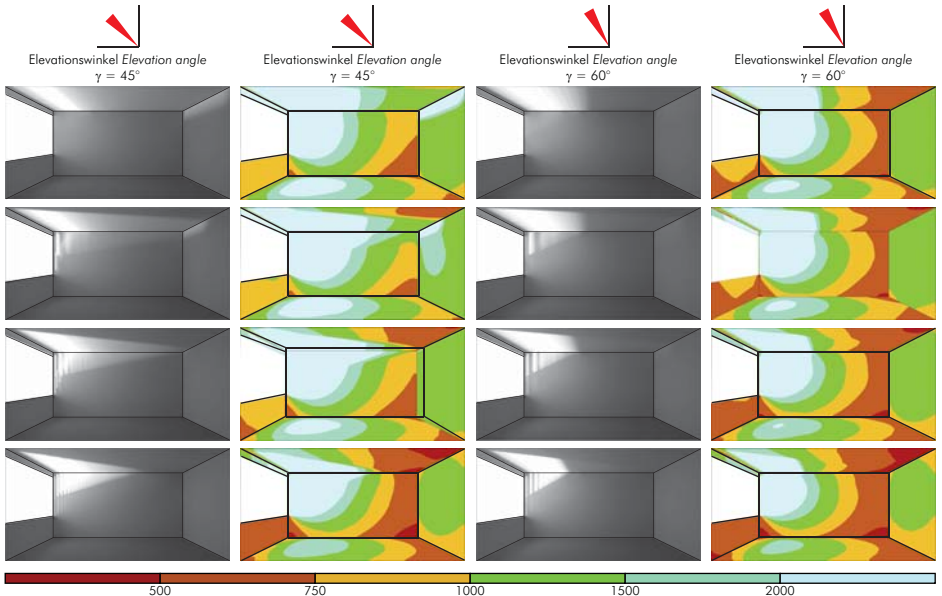 Elevationswinkel Elevation angle
γ = 45°
Elevationswinkel Elevation angle
γ = 45°
Elevationswinkel Elevation angle
γ = 60°
Elevationswinkel Elevation angle
γ = 60°
500 750 1000 1500 2000